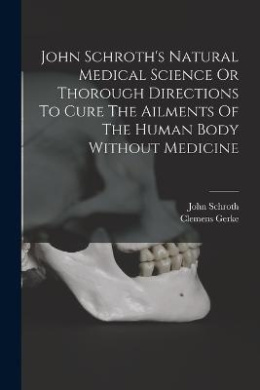 John Schroth's Natural
Medical Science Or
Thorough Directions
To Cure The Ailments Of
The Human Body
Without Medicine
John Schroth
Clemens Gerke